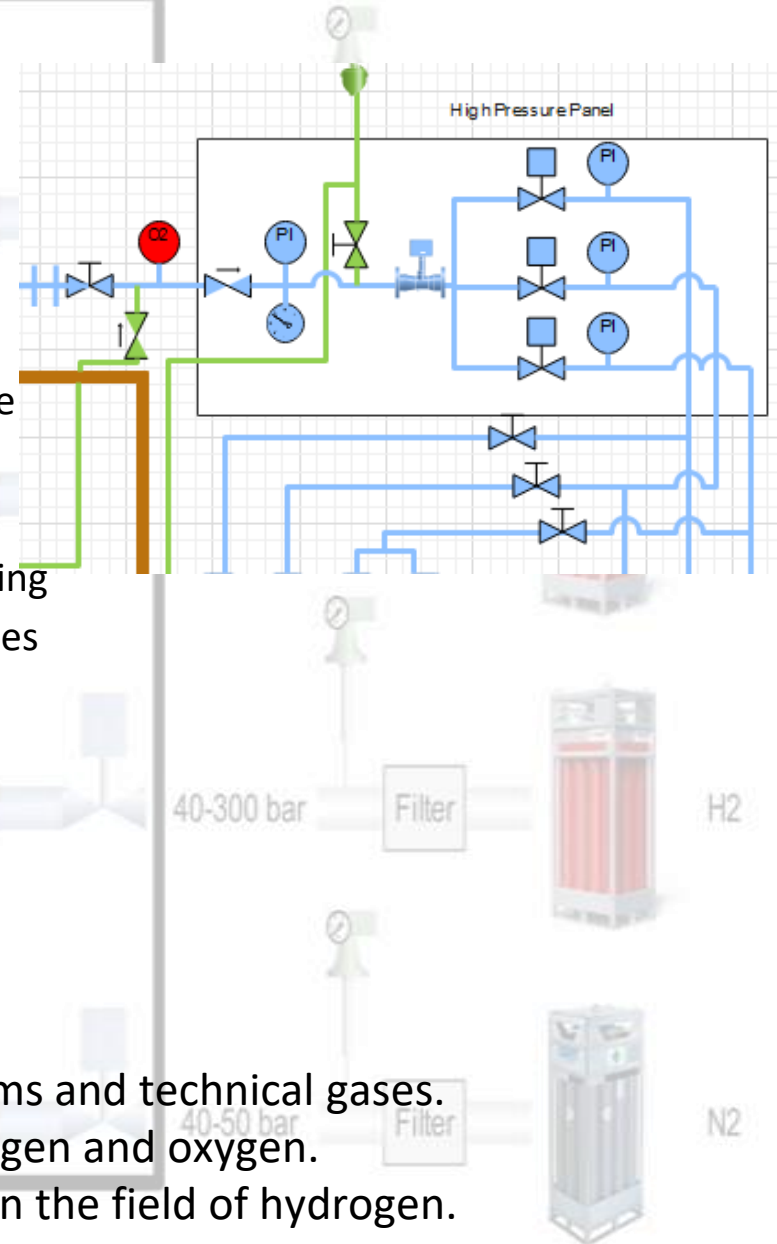 High Pressure Panel
PI
O2
PI
PI
PI
e
ing
es
40-300 bar
Filter
H2
ms and technical gases.
40-50 bar
Filter
N2
gen and oxygen.
n the field of hydrogen.